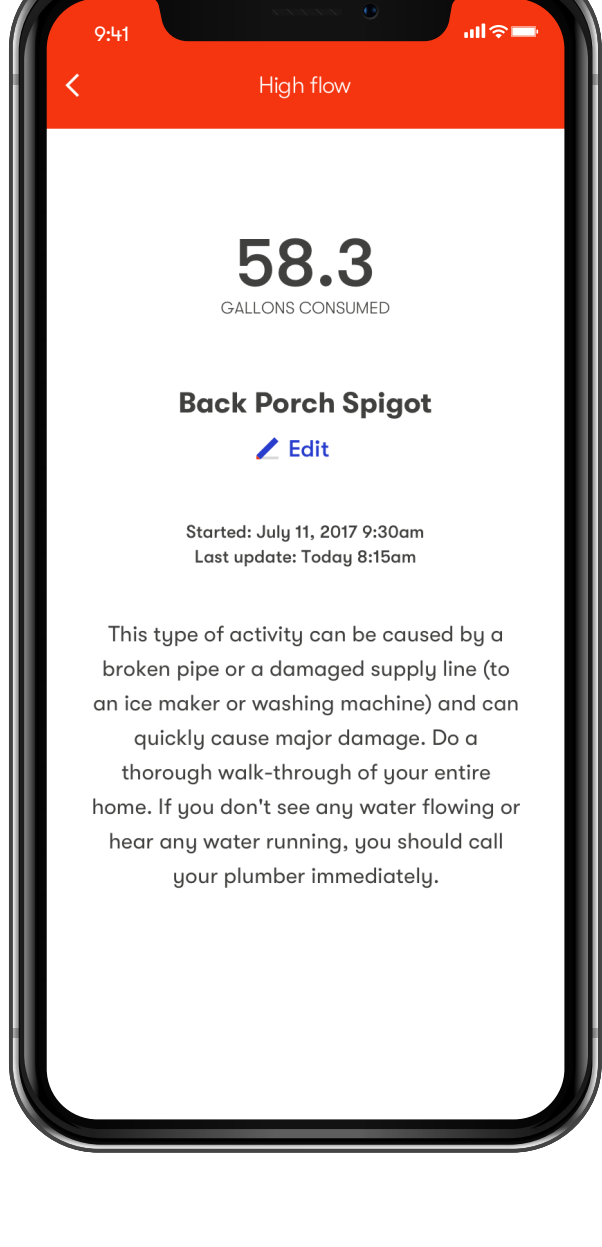 9:41
High flow
58.3
GALLONS CONSUMED
Back Porch Spigot
Edit
Started: July 11, 2017 9:30am
Last update: Today 8:15am
This type of activity can be caused by a
broken pipe or a damaged supply line (to
an ice maker or washing machine) and can
quickly cause major damage. Do a
thorough walk-through of your entire
home. If you don't see any water flowing or
hear any water running, you should call
your plumber immediately.